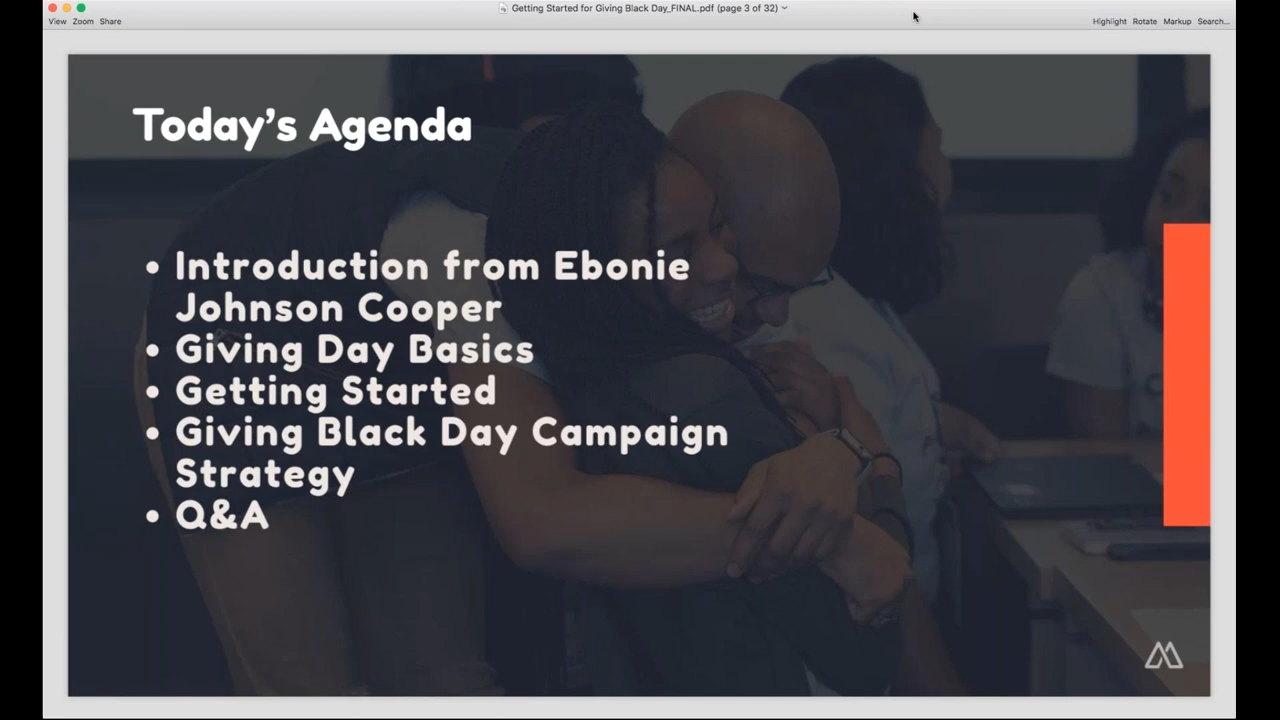 Getting Started for Giving Black Day_FINAL.pdf (page 3 of 32)
View Zoom Share
Highlight Rotate Markup Search...
Today's Agenda
• Introduction from Ebonie
Johnson Cooper
• Giving Day Basics
• Getting Started
• Giving Black Day Campaign
Strategy
• Q&A